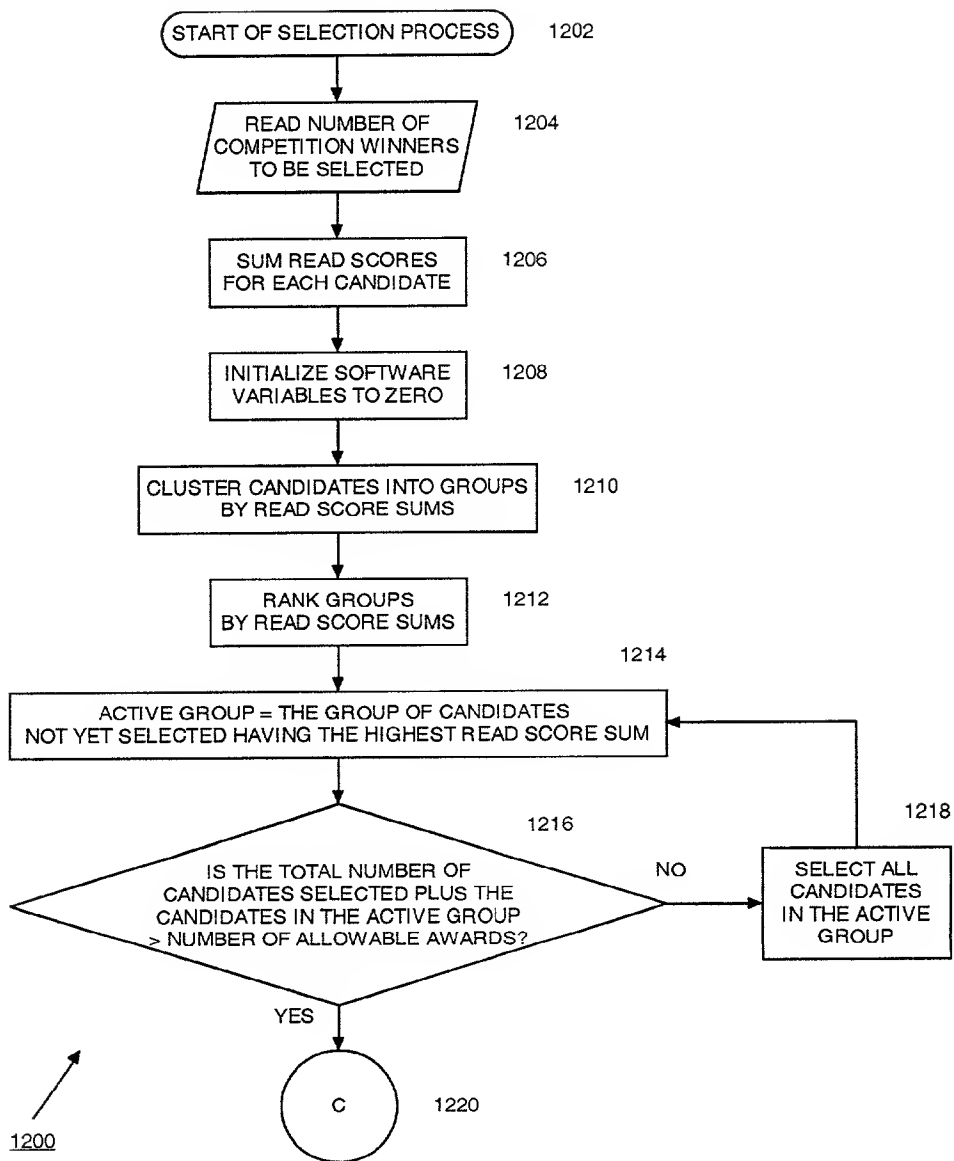 START OF SELECTION PROCESS
1202
READ NUMBER OF
COMPETITION WINNERS
TO BE SELECTED
1204
SUM READ SCORES
FOR EACH CANDIDATE
1206
INITIALIZE SOFTWARE
VARIABLES TO ZERO
1208
CLUSTER CANDIDATES INTO GROUPS
BY READ SCORE SUMS
1210
RANK GROUPS
BY READ SCORE SUMS
1212
1214
ACTIVE GROUP = THE GROUP OF CANDIDATES
NOT YET SELECTED HAVING THE HIGHEST READ SCORE SUM
1216
IS THE TOTAL NUMBER OF
CANDIDATES SELECTED PLUS THE
CANDIDATES IN THE ACTIVE GROUP
> NUMBER OF ALLOWABLE AWARDS?
NO
1218
SELECT ALL
CANDIDATES
IN THE ACTIVE
GROUP
YES
C
1220
1200